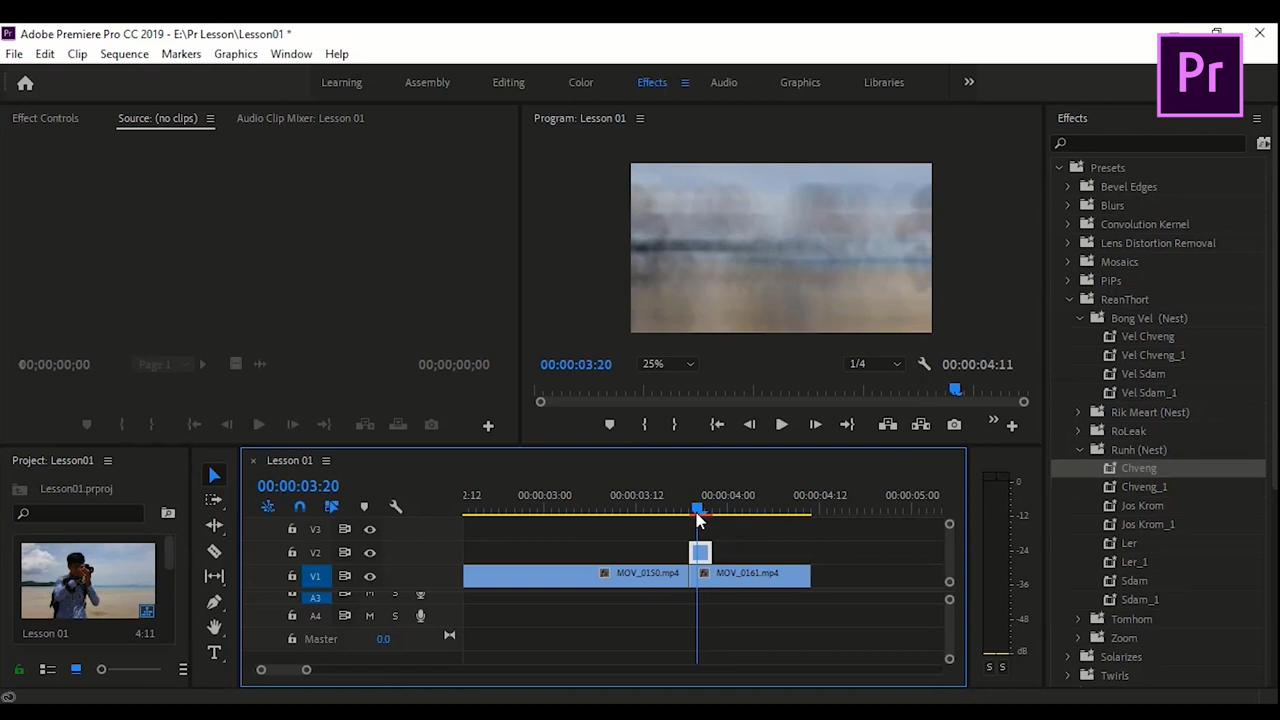 Pr Adobe Premiere Pro CC 2019 - E:\Pr Lesson\Lesson01 *
File Edit Clip Sequence Markers Graphics Window Help
Pr
Learning Assembly Editing Color Effects Audio Graphics Libraries
Effect Controls Source: (no clips) Audio Clip Mixer: Lesson 01
00;00;00;00 Page 1 00;00;00;00
Program: Lesson 01
00:00:03:20 25% 1/4 00:00:04:11
Effects
Presets
Bevel Edges
Blurs
Convolution Kernel
Lens Distortion Removal
Mosaics
PiPs
ReanThort
Bong Vel (Nest)
Vel Chveng
Vel Chveng_1
Vel Sdam
Vel Sdam_1
Rik Meart (Nest)
RoLeak
Runh (Nest)
Chveng
Chveng_1
Jos Krom
Jos Krom_1
Ler
Ler_1
Sdam
Sdam_1
Tomhom
Zoom
Solarizes
Twirls
Project: Lesson01
Lesson01.prproj
Lesson 01 4:11
Lesson 01
00:00:03:20
2:12 00:00:03:00 00:00:03:12 00:00:04:00 00:00:04:12 00:00:05:00
V3
V2
V1 MOV_0150.mp4 MOV_0161.mp4
A3 M S
A4 M S
Master 0.0
0
-12
-24
-36
-48
dB
S S